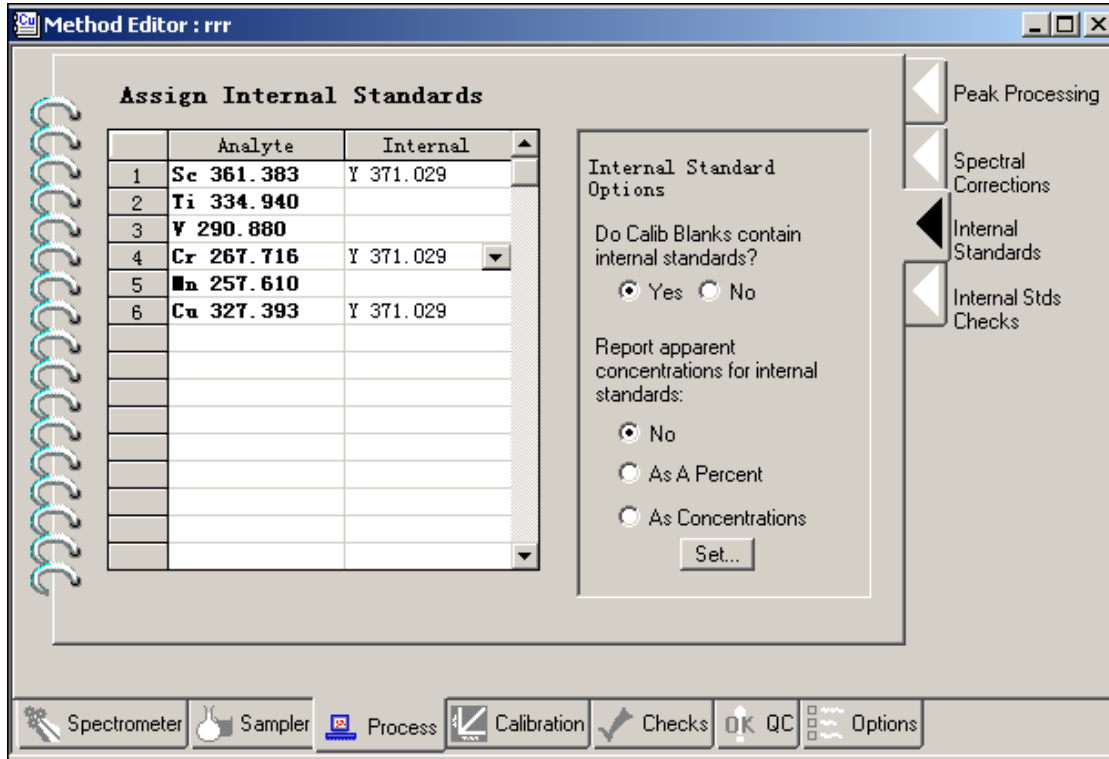 Cu
Method Editor : rrr
Assign Internal Standards
Analyte Internal
1 Sc 361.383 Y 371.029
2 Ti 334.940
3 V 290.880
4 Cr 267.716 Y 371.029
5 Mn 257.610
6 Cu 327.393 Y 371.029
Internal Standard
Options
Do Calib Blanks contain
internal standards?
Yes No
Report apparent
concentrations for internal
standards:
No
As A Percent
As Concentrations
Set...
Peak Processing
Spectral
Corrections
Internal
Standards
Internal Stds
Checks
Spectrometer Sampler Process Calibration Checks OK QC Options